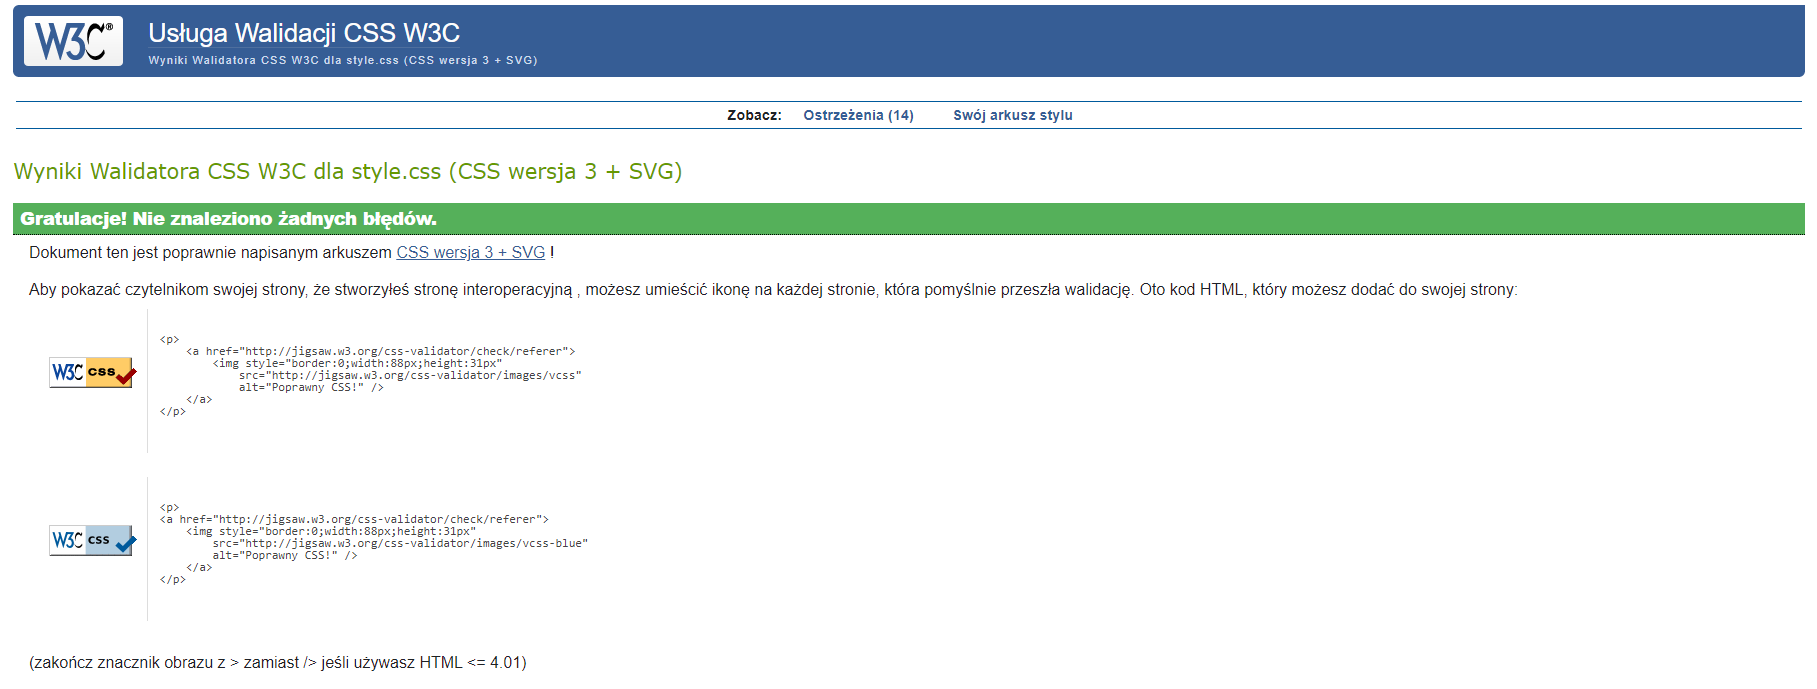 W3C®
Usługa Walidacji CSS W3C
Wyniki Walidatora CSS W3C dla style.css (CSS wersja 3 + SVG)
Zobacz: Ostrzeżenia (14) Swój arkusz stylu
Wyniki Walidatora CSS W3C dla style.css (CSS wersja 3 + SVG)
Gratulacje! Nie znaleziono żadnych błędów.
Dokument ten jest poprawnie napisanym arkuszem CSS wersja 3 + SVG !
Aby pokazać czytelnikom swojej strony, że stworzyłeś stronę interoperacyjną , możesz umieścić ikonę na każdej stronie, która pomyślnie przeszła walidację. Oto kod HTML, który możesz dodać do swojej strony:
W3C css
<p>
<a href="http://jigsaw.w3.org/css-validator/check/referer">
<img style="border:0;width:88px;height:31px"
src="http://jigsaw.w3.org/css-validator/images/vcss"
alt="Poprawny CSS!" />
</a>
</p>
W3C css
<p>
<a href="http://jigsaw.w3.org/css-validator/check/referer">
<img style="border:0;width:88px;height:31px"
src="http://jigsaw.w3.org/css-validator/images/vcss-blue"
alt="Poprawny CSS!" />
</a>
</p>
(zakończ znacznik obrazu z > zamiast /> jeśli używasz HTML <= 4.01)